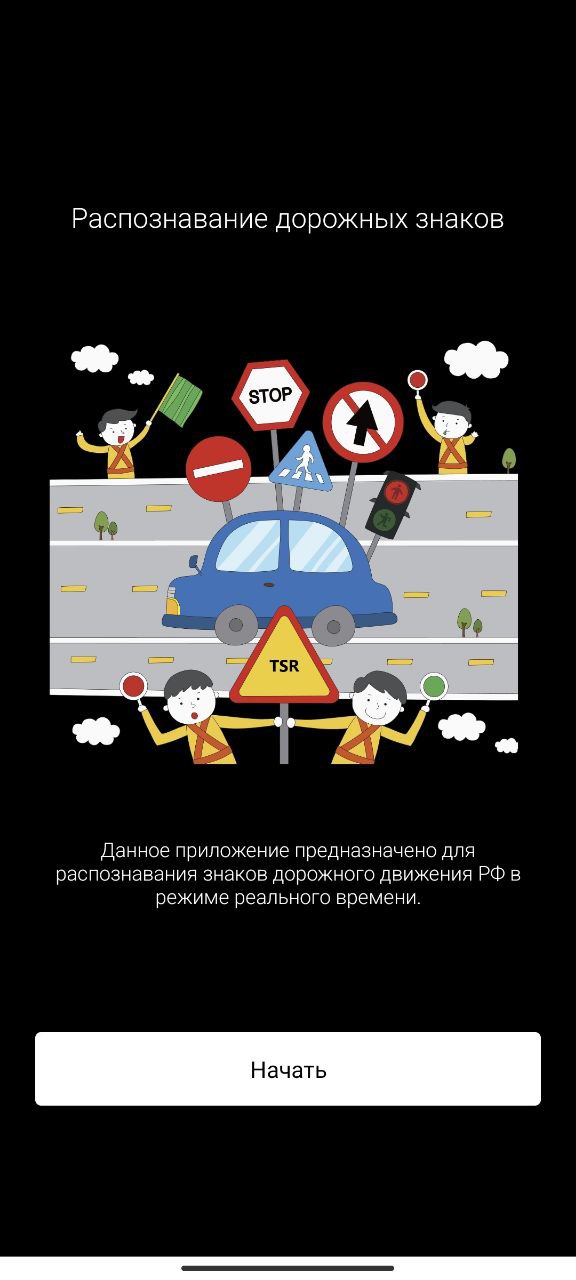 Распознавание дорожных знаков
STOP
TSR
Данное приложение предназначено для
распознавания знаков дорожного движения РФ в
режиме реального времени.
Начать